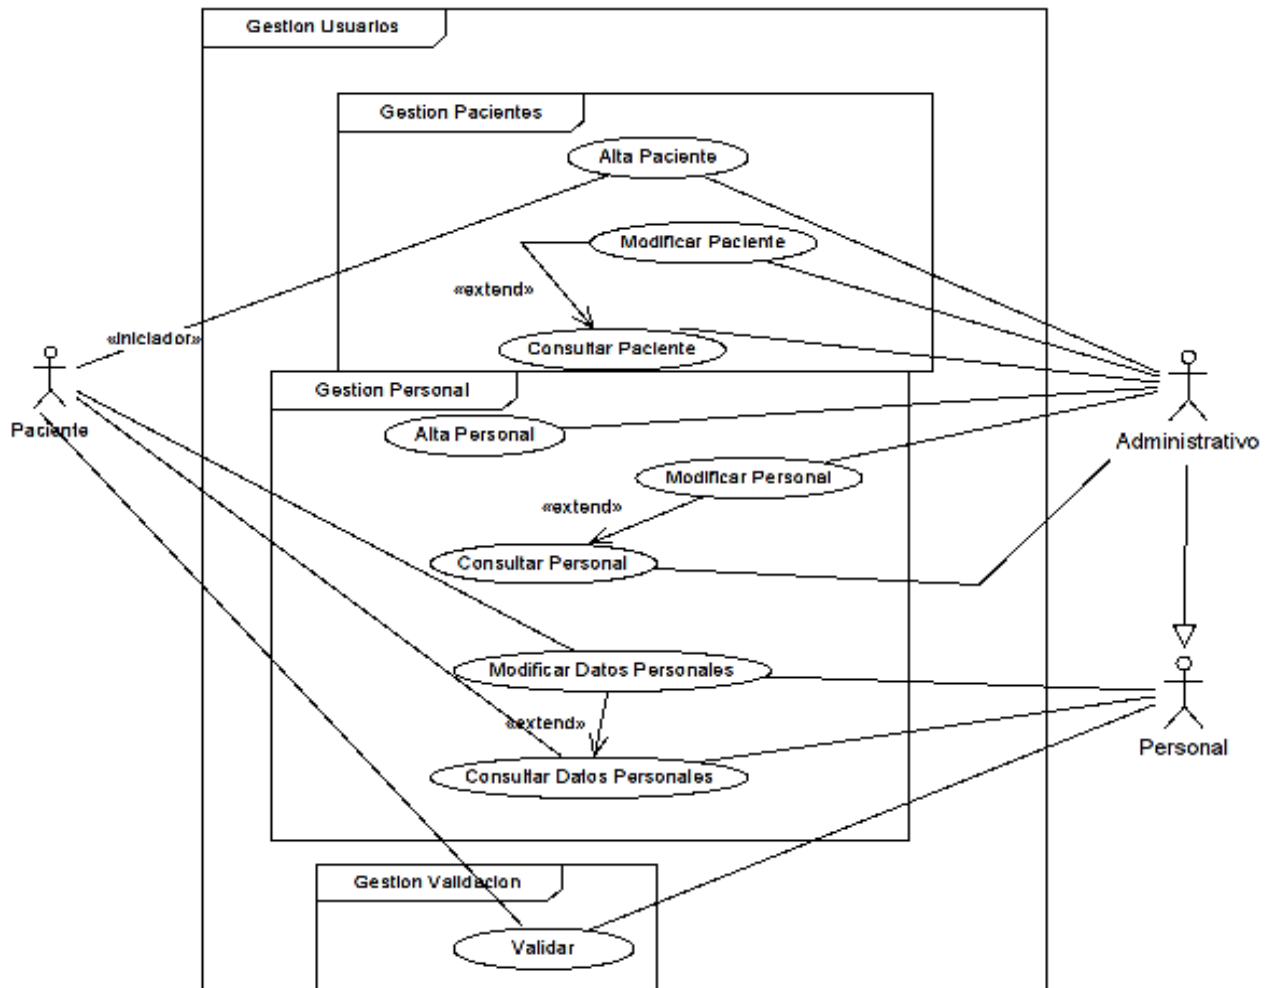 Gestion Usuarios
Gestion Pacientes
Alta Paciente
Modificar Paciente
«extend»
«iniciador»
Consultar Paciente
Paciente
Gestion Personal
Alta Personal
Administrativo
Modificar Personal
«extend»
Consultar Personal
Modificar Datos Personales
«extend»
Personal
Consultar Datos Personales
Gestion Validacion
Validar